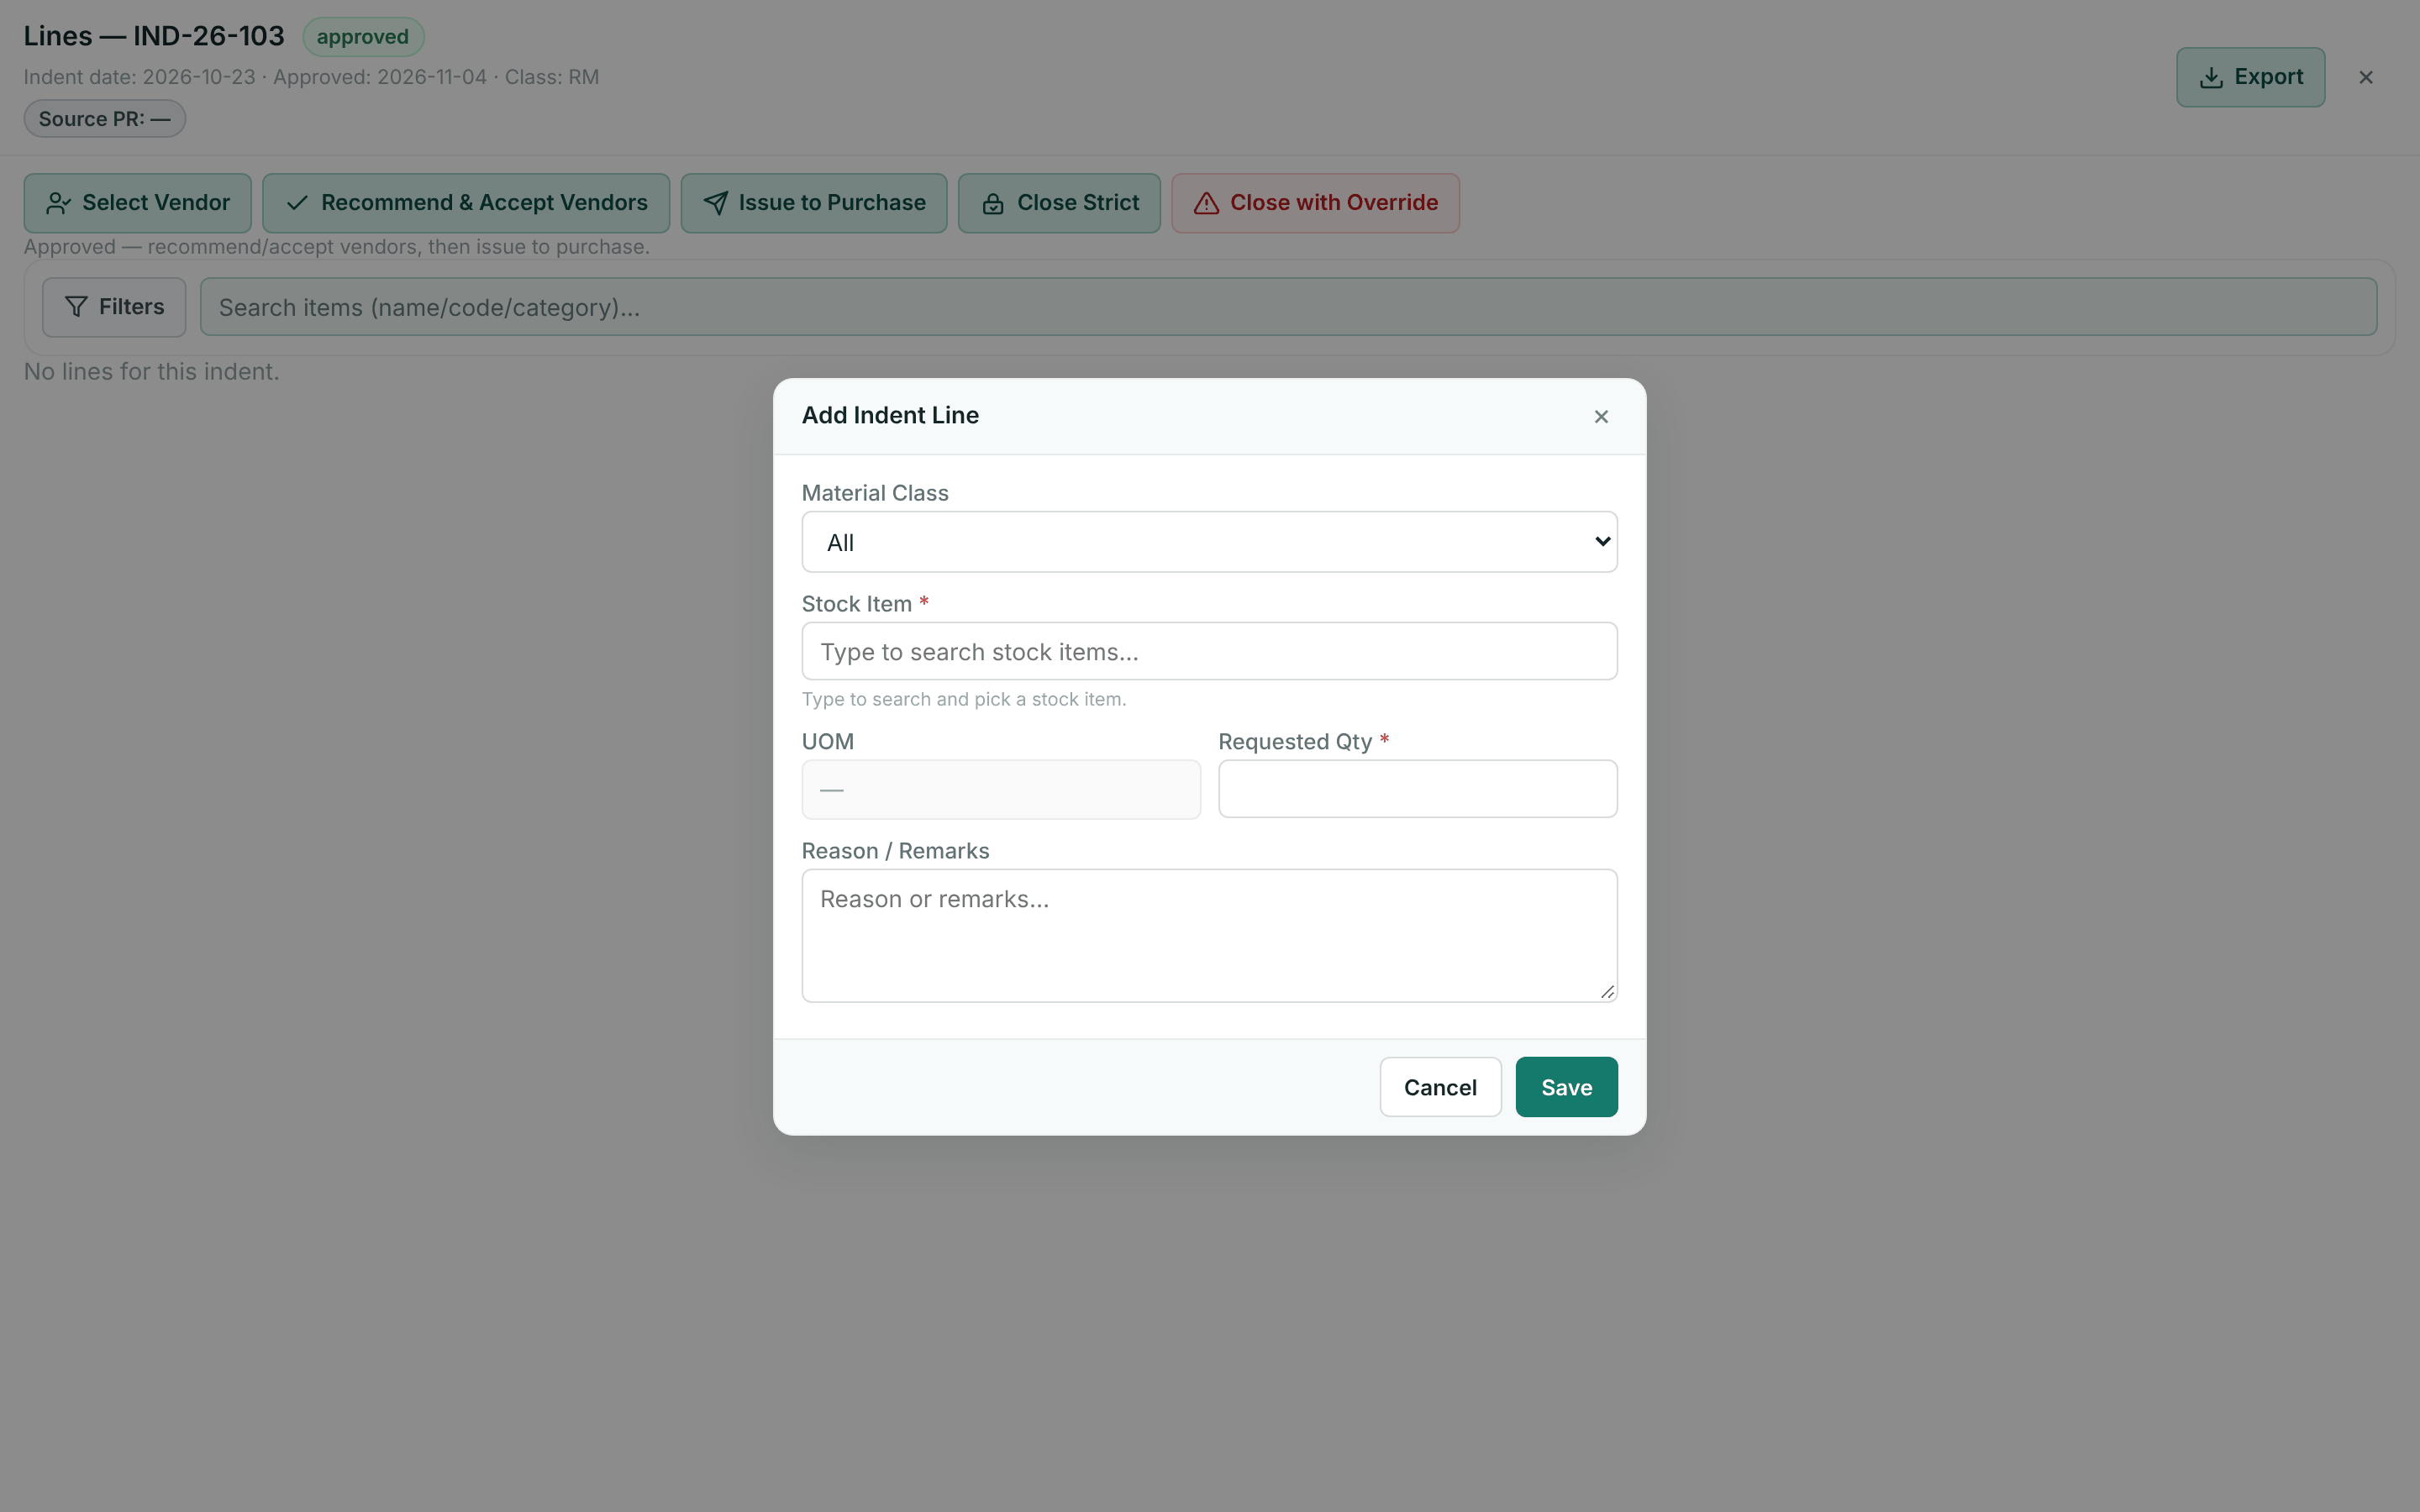 Lines — IND-26-103 approved
Indent date: 2026-10-23 · Approved: 2026-11-04 · Class: RM
Source PR: —
Export ×
Select Vendor Recommend & Accept Vendors Issue to Purchase Close Strict Close with Override
Approved — recommend/accept vendors, then issue to purchase.
Filters Search items (name/code/category)...
No lines for this indent.
Add Indent Line ×
Material Class
All
Stock Item *
Type to search stock items...
Type to search and pick a stock item.
UOM Requested Qty *
—
Reason / Remarks
Reason or remarks...
Cancel Save